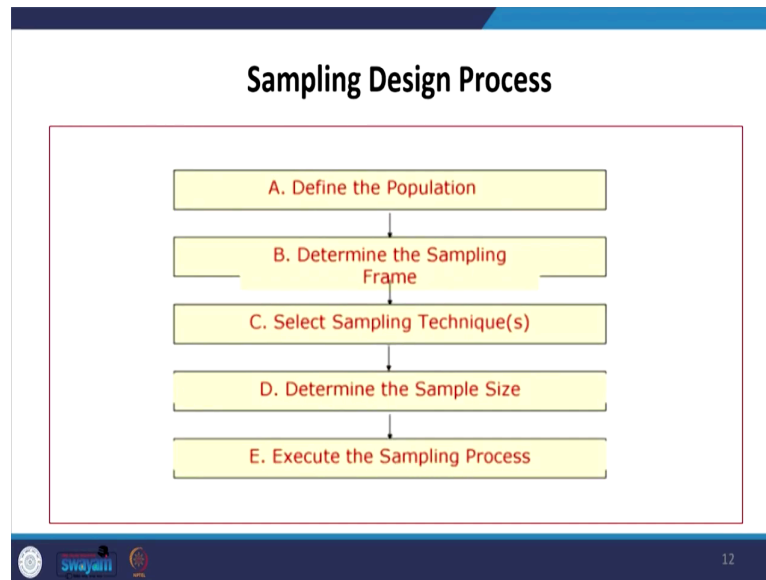 Sampling Design Process
A. Define the Population
B. Determine the Sampling
Frame
C. Select Sampling Technique(s)
D. Determine the Sample Size
E. Execute the Sampling Process
swayam
12